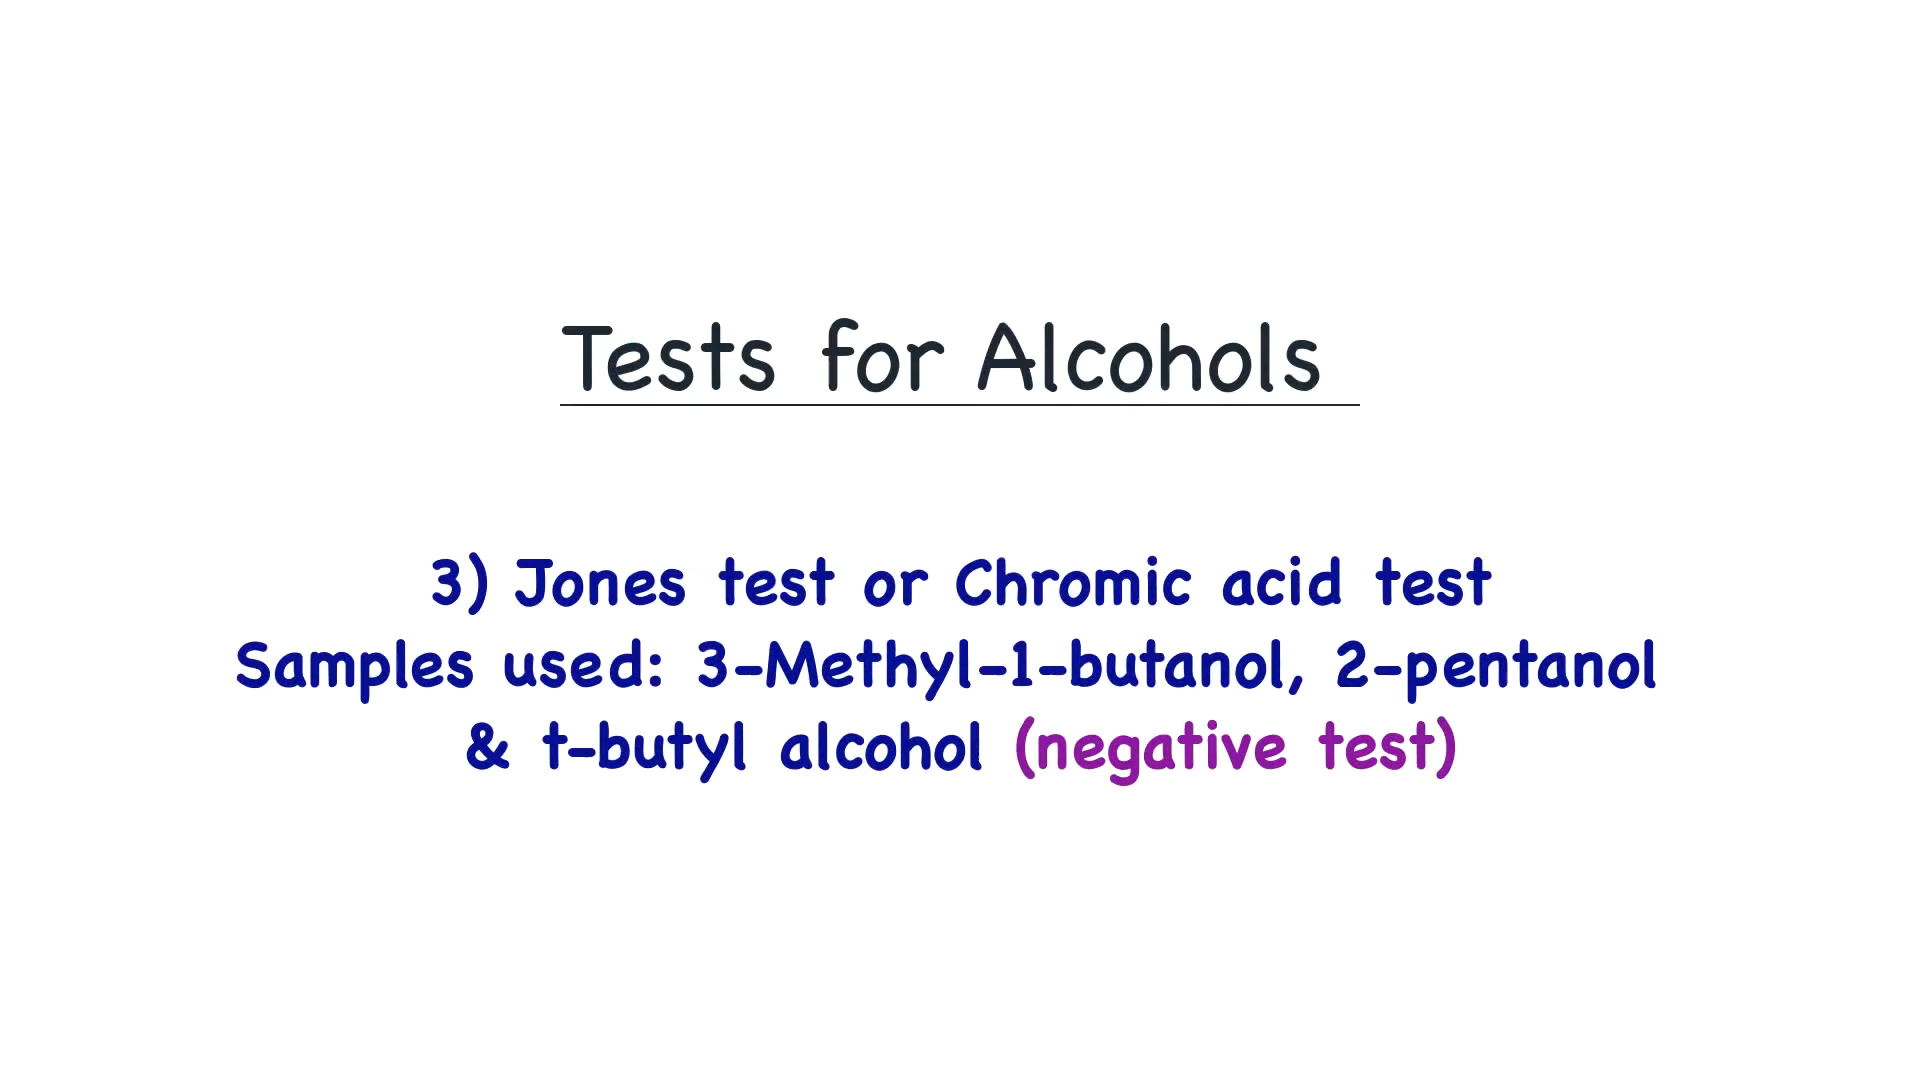 Tests for Alcohols
3) Jones test or Chromic acid test
Samples used: 3-Methyl-1-butanol, 2-pentanol
& t-butyl alcohol (negative test)